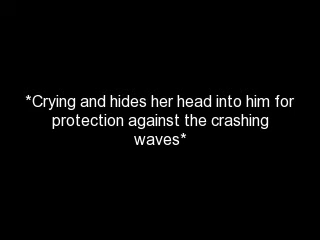 *Crying and hides her head into him for
protection against the crashing
waves*